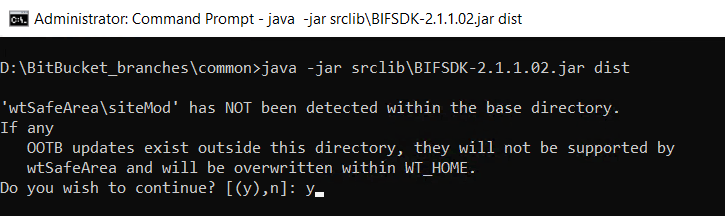 Administrator: Command Prompt - java  -jar srclib\BIFSDK-2.1.1.02.jar dist
D:\BitBucket_branches\common>java -jar srclib\BIFSDK-2.1.1.02.jar dist
'wtSafeArea\siteMod' has NOT been detected within the base directory.
If any
   OOTB updates exist outside this directory, they will not be supported by
   wtSafeArea and will be overwritten within WT_HOME.
Do you wish to continue? [(y),n]: y